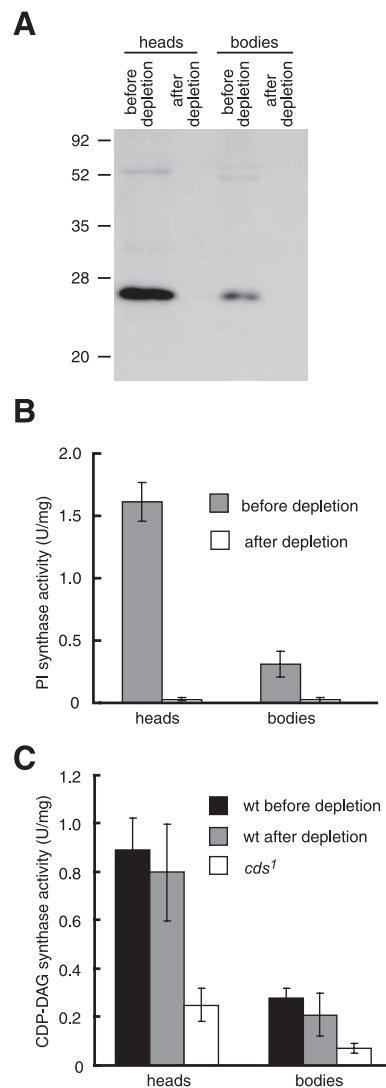 A
heads bodies
before depletion
after depletion
before depletion
after depletion
92
52
35
28
20
B
PI synthase activity (U/mg)
2.0
1.5
1.0
0.5
0
before depletion
after depletion
heads bodies
C
CDP-DAG synthase activity (U/mg)
1.2
1.0
0.8
0.6
0.4
0.2
0
wt before depletion
wt after depletion
cds¹
heads bodies